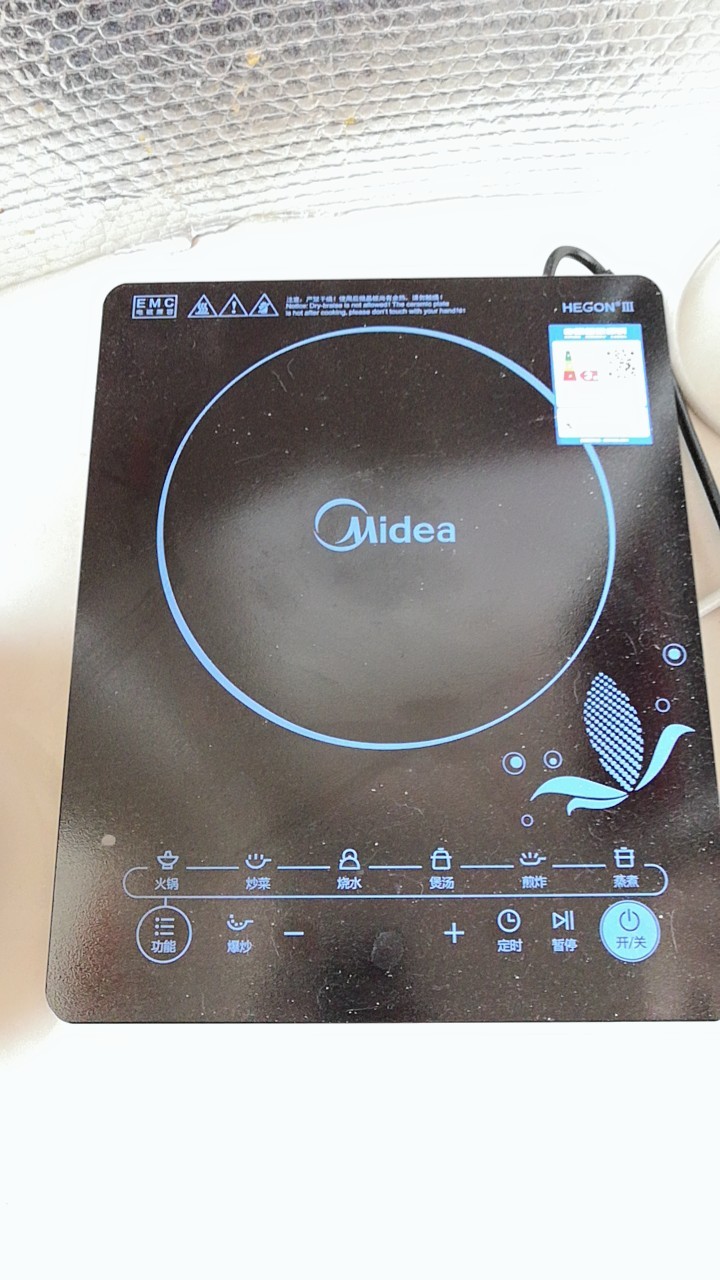 EMC
电磁兼容
注意：严禁干烧！使用后微晶板尚有余热，请勿触摸！
Notice: Dry-braise is not allowed! The ceramic plate
is hot after cooking, please don't touch with your hand!
HEGON® III
Midea
火锅 炒菜 烧水 煲汤 煎炸 蒸煮
功能 爆炒 － ＋ 定时 暂停 开/关